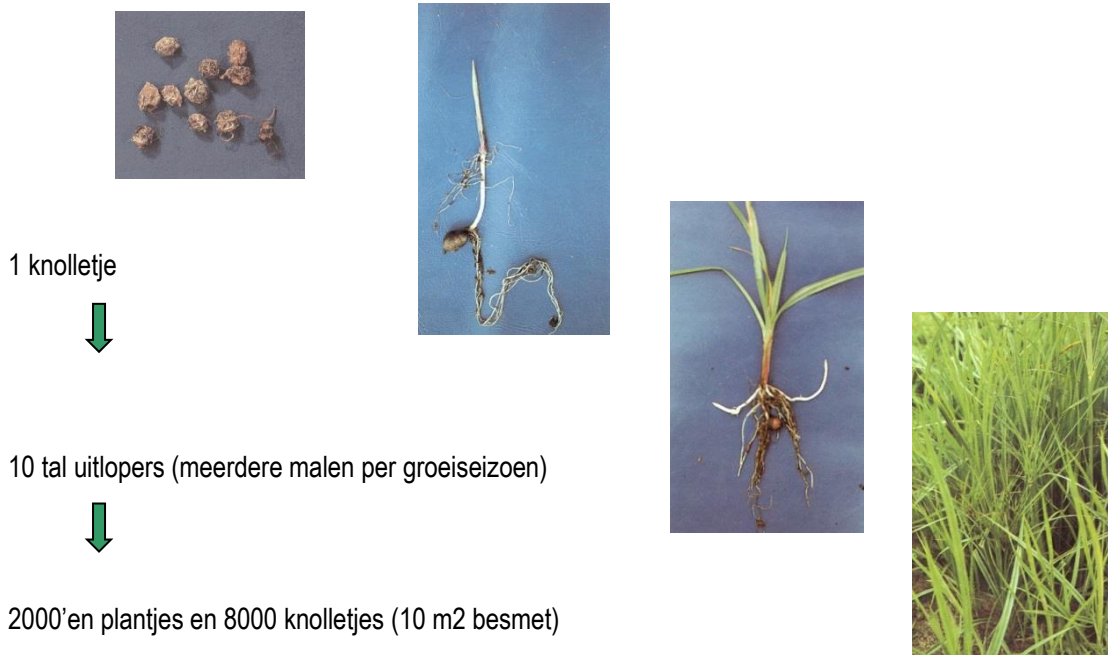 1 knolletje
10 tal uitlopers (meerdere malen per groeiseizoen)
2000'en plantjes en 8000 knolletjes (10 m2 besmet)